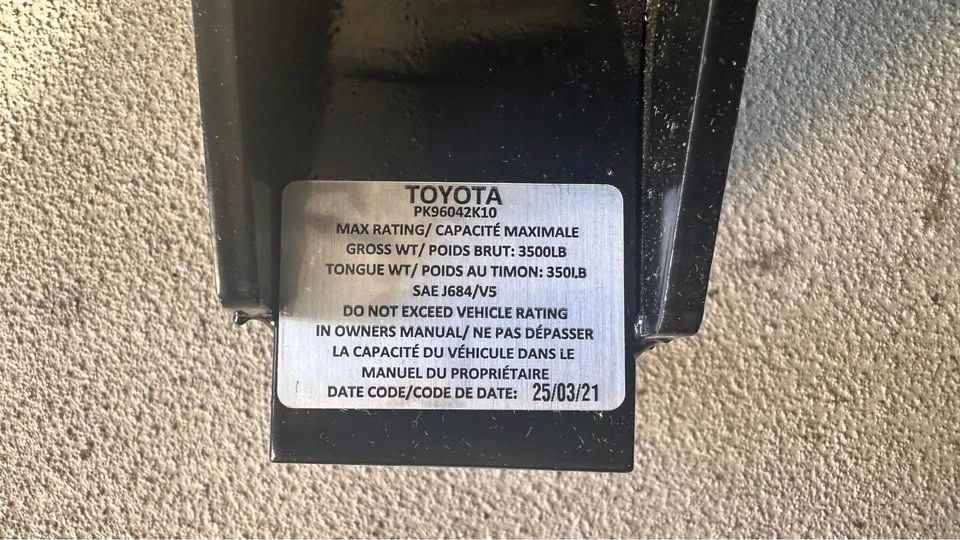 TOYOTA
PK96042K10
MAX RATING/ CAPACITÉ MAXIMALE
GROSS WT/ POIDS BRUT: 3500LB
TONGUE WT/ POIDS AU TIMON: 350LB
SAE J684/V5
DO NOT EXCEED VEHICLE RATING
IN OWNERS MANUAL/ NE PAS DÉPASSER
LA CAPACITÉ DU VÉHICULE DANS LE
MANUEL DU PROPRIÉTAIRE
DATE CODE/CODE DE DATE: 25/03/21